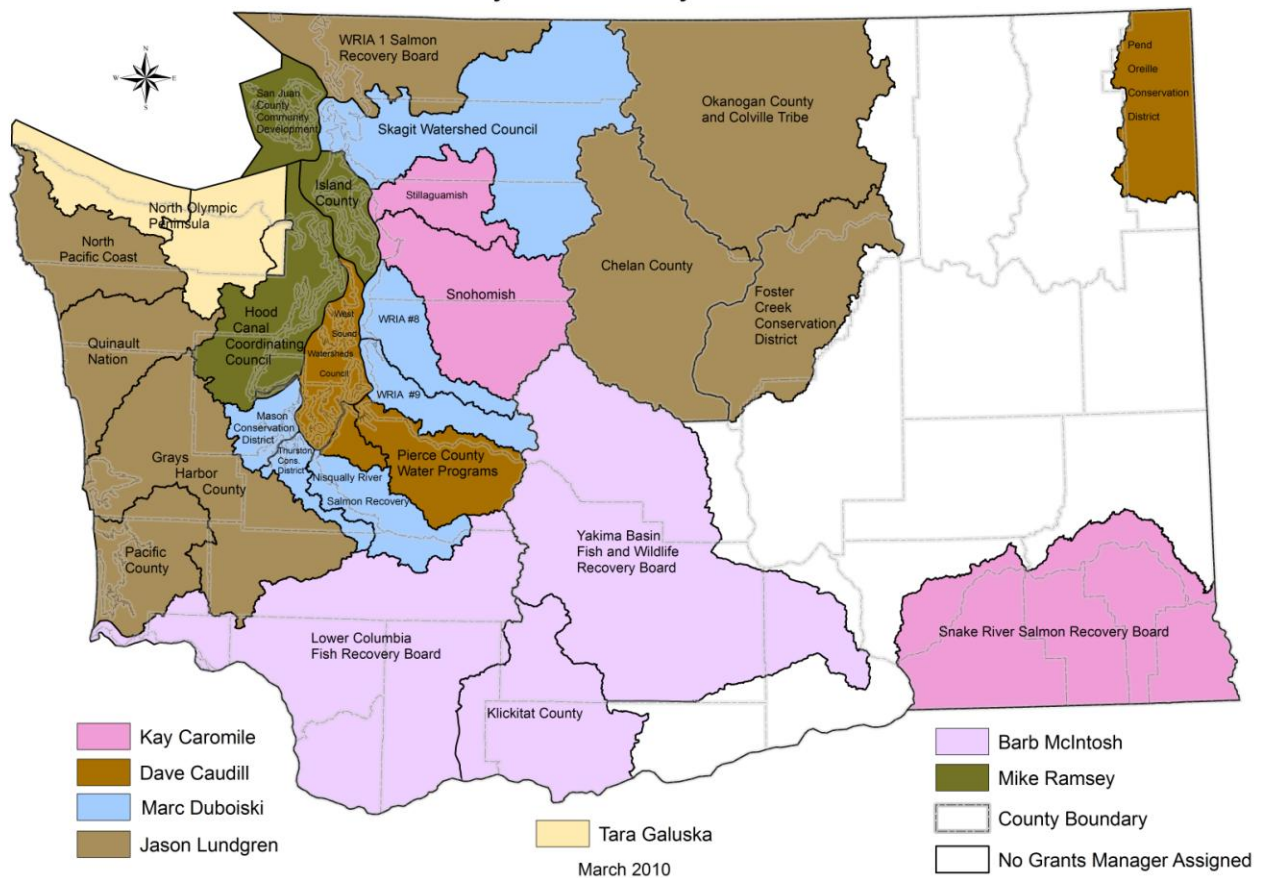 N
W
E
S
WRIA 1 Salmon
Recovery Board
San Juan
County
Community
Development
Skagit Watershed Council
Okanogan County
and Colville Tribe
Pend
Oreille
Conservation
District
Stillaguamish
Island
County
North Olympic
Peninsula
North
Pacific Coast
Chelan County
Snohomish
Foster
Creek
Conservation
District
Hood
Canal
Coordinating
Council
West
Sound
Watersheds
Council
WRIA #8
Quinault
Nation
WRIA #9
Mason
Conservation
District
Thurston
Cons.
District
Pierce County
Water Programs
Grays
Harbor
County
Nisqually River
Salmon Recovery
Pacific
County
Yakima Basin
Fish and Wildlife
Recovery Board
Lower Columbia
Fish Recovery Board
Snake River Salmon Recovery Board
Klickitat County
Kay Caromile
Dave Caudill
Marc Duboiski
Jason Lundgren
Tara Galuska
March 2010
Barb McIntosh
Mike Ramsey
County Boundary
No Grants Manager Assigned